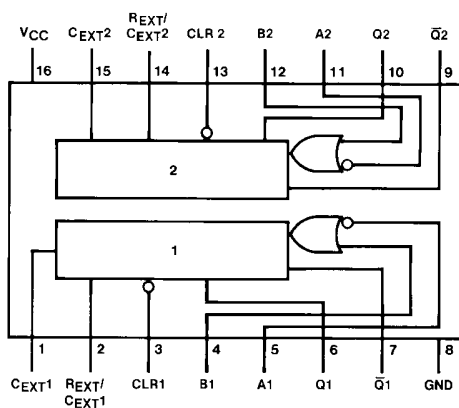 VCC CEXT2 REXT/ CEXT2 CLR 2 B2 A2 Q2 Q̅2
16 15 14 13 12 11 10 9
2
1
1 2 3 4 5 6 7 8
CEXT1 REXT/ CEXT1 CLR1 B1 A1 Q1 Q̅1 GND